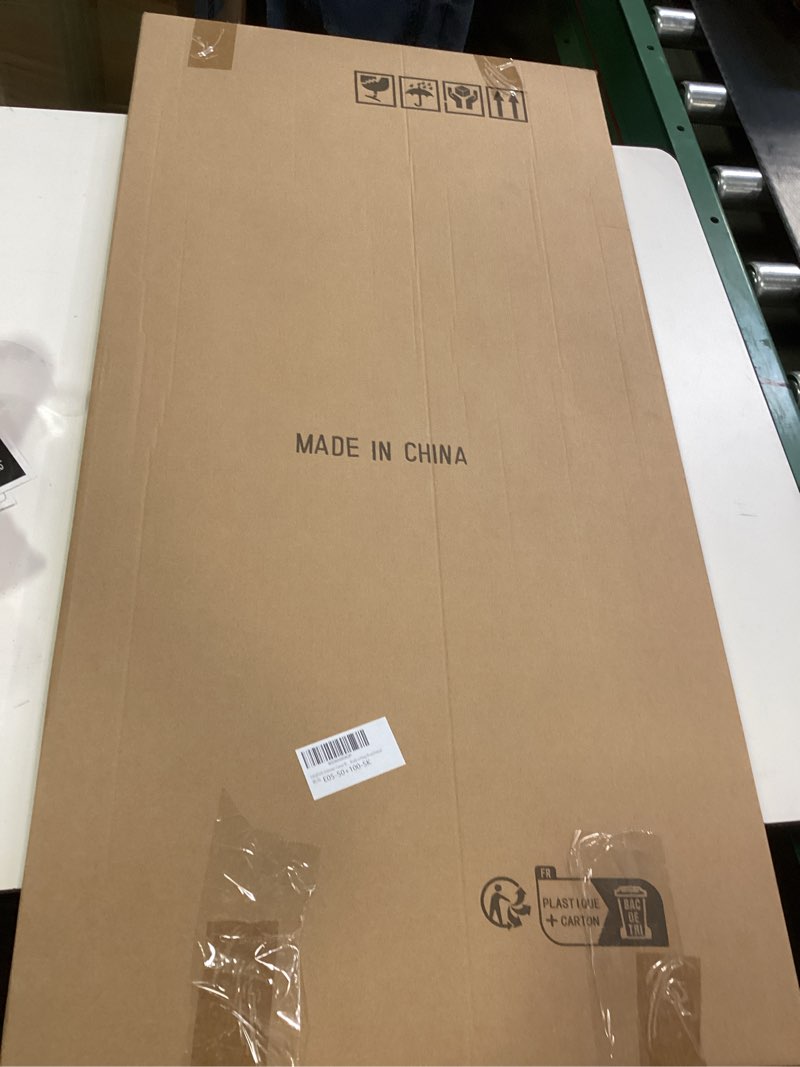 MADE IN CHINA
E05-50*100-SK
FR
PLASTIQUE
+ CARTON
BAC
DE
TRI